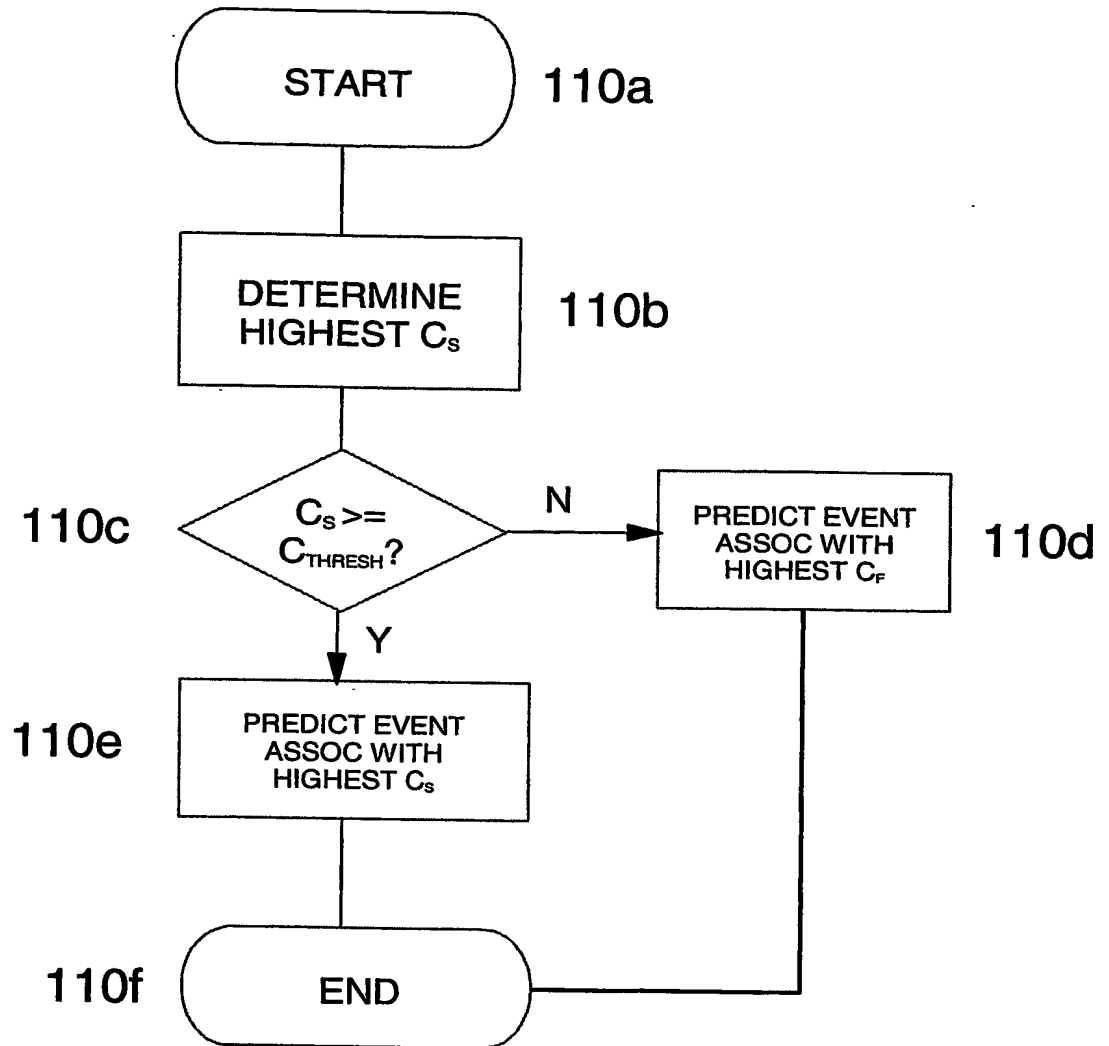 START
110a
DETERMINE
HIGHEST Cs
110b
110c
Cs >=
CTHRESH?
N
PREDICT EVENT
ASSOC WITH
HIGHEST CF
110d
Y
110e
PREDICT EVENT
ASSOC WITH
HIGHEST Cs
110f
END